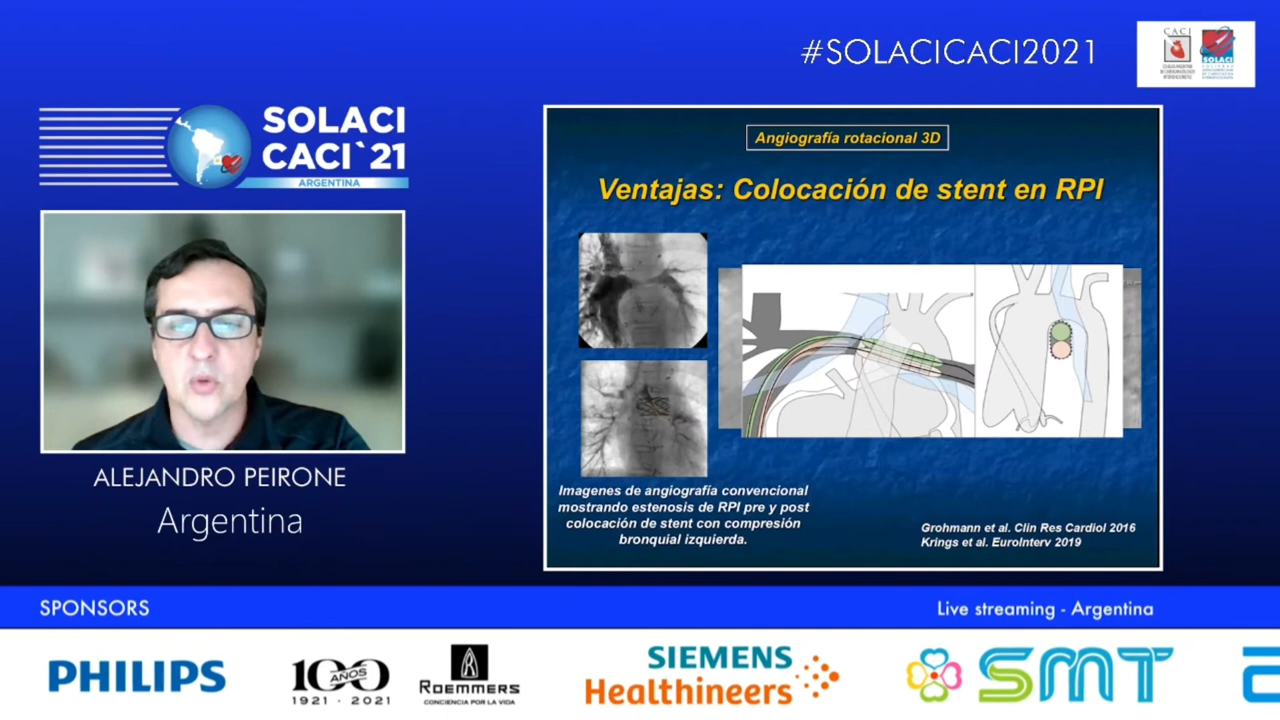 #SOLACICACI2021
CACI
SOLACI
SOLACI
CACI`21
ARGENTINA
Angiografía rotacional 3D
Ventajas: Colocación de stent en RPI
Imagenes de angiografía convencional
mostrando estenosis de RPI pre y post
colocación de stent con compresión
bronquial izquierda.
Grohmann et al. Clin Res Cardiol 2016
Krings et al. EuroInterv 2019
ALEJANDRO PEIRONE
Argentina
SPONSORS
Live streaming - Argentina
PHILIPS
100
AÑOS
1921 · 2021
ROEMMERS
CONCIENCIA POR LA VIDA
SIEMENS
Healthineers
SMT